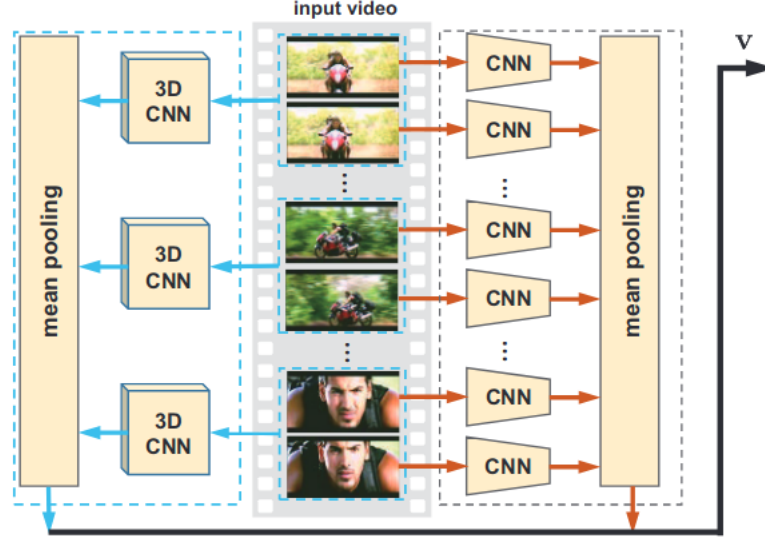 input video
v
mean pooling
3D
CNN
3D
CNN
3D
CNN
CNN
CNN
...
...
CNN
CNN
...
...
CNN
CNN
mean pooling